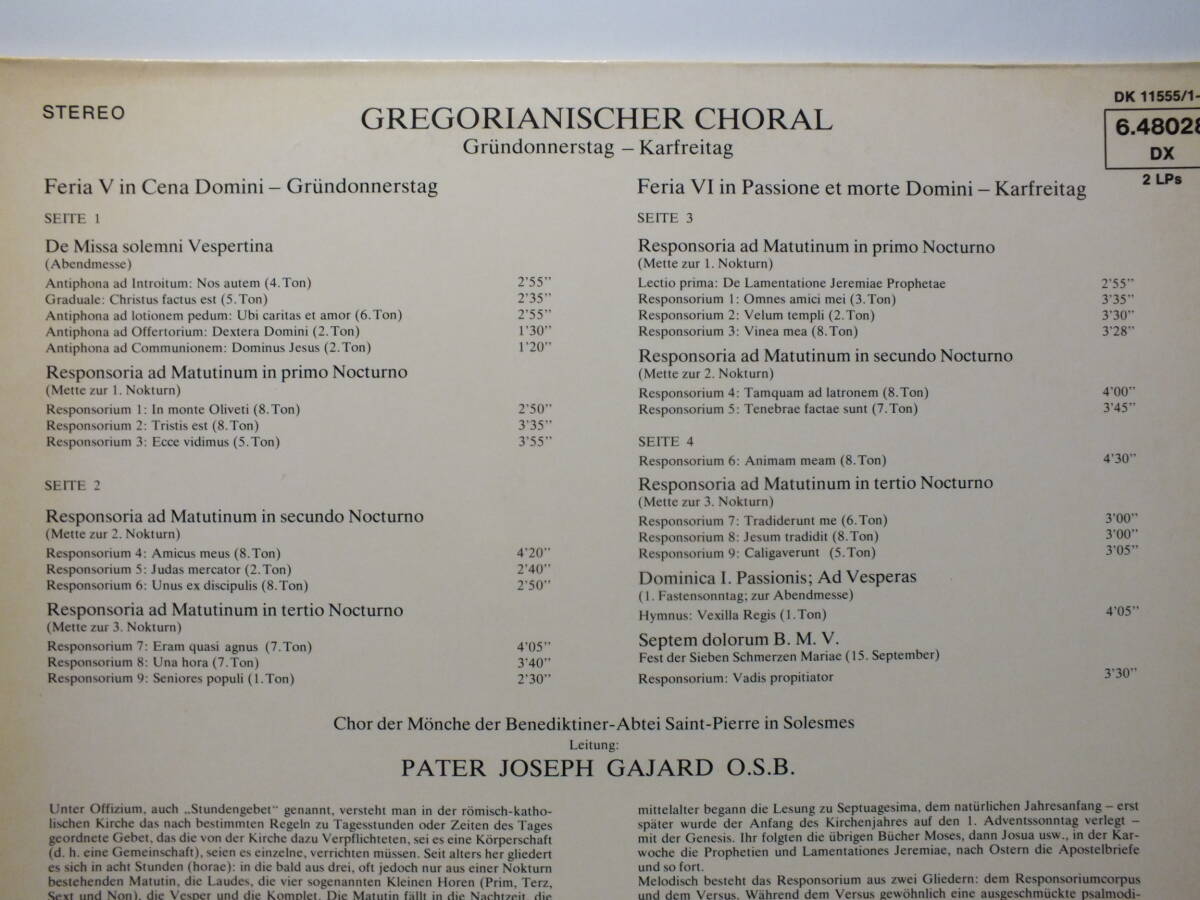 STEREO
GREGORIANISCHER CHORAL
Gründonnerstag – Karfreitag
DK 11555/1-
6.48028
DX
2 LPs
Feria V in Cena Domini – Gründonnerstag
SEITE 1
De Missa solemni Vespertina
(Abendmesse)
Antiphona ad Introitum: Nos autem (4. Ton) 2'55''
Graduale: Christus factus est (5. Ton) 2'35''
Antiphona ad lotionem pedum: Ubi caritas et amor (6. Ton) 2'55''
Antiphona ad Offertorium: Dextera Domini (2. Ton) 1'30''
Antiphona ad Communionem: Dominus Jesus (2. Ton) 1'20''
Responsoria ad Matutinum in primo Nocturno
(Mette zur 1. Nokturn)
Responsorium 1: In monte Oliveti (8. Ton) 2'50''
Responsorium 2: Tristis est (8. Ton) 3'35''
Responsorium 3: Ecce vidimus (5. Ton) 3'55''
SEITE 2
Responsoria ad Matutinum in secundo Nocturno
(Mette zur 2. Nokturn)
Responsorium 4: Amicus meus (8. Ton) 4'20''
Responsorium 5: Judas mercator (2. Ton) 2'40''
Responsorium 6: Unus ex discipulis (8. Ton) 2'50''
Responsoria ad Matutinum in tertio Nocturno
(Mette zur 3. Nokturn)
Responsorium 7: Eram quasi agnus (7. Ton) 4'05''
Responsorium 8: Una hora (7. Ton) 3'40''
Responsorium 9: Seniores populi (1. Ton) 2'30''
Feria VI in Passione et morte Domini – Karfreitag
SEITE 3
Responsoria ad Matutinum in primo Nocturno
(Mette zur 1. Nokturn)
Lectio prima: De Lamentatione Jeremiae Prophetae 2'55''
Responsorium 1: Omnes amici mei (3. Ton) 3'35''
Responsorium 2: Velum templi (2. Ton) 3'30''
Responsorium 3: Vinea mea (8. Ton) 3'28''
Responsoria ad Matutinum in secundo Nocturno
(Mette zur 2. Nokturn)
Responsorium 4: Tamquam ad latronem (8. Ton) 4'00''
Responsorium 5: Tenebrae factae sunt (7. Ton) 3'45''
SEITE 4
Responsorium 6: Animam meam (8. Ton) 4'30''
Responsoria ad Matutinum in tertio Nocturno
(Mette zur 3. Nokturn)
Responsorium 7: Tradiderunt me (6. Ton) 3'00''
Responsorium 8: Jesum tradidit (8. Ton) 3'00''
Responsorium 9: Caligaverunt (5. Ton) 3'05''
Dominica I. Passionis; Ad Vesperas
(1. Fastensonntag; zur Abendmesse)
Hymnus: Vexilla Regis (1. Ton) 4'05''
Septem dolorum B. M. V.
Fest der Sieben Schmerzen Mariae (15. September)
Responsorium: Vadis propitiator 3'30''
Chor der Mönche der Benediktiner-Abtei Saint-Pierre in Solesmes
Leitung:
PATER JOSEPH GAJARD O.S.B.
Unter Offizium, auch „Stundengebet“ genannt, versteht man in der römisch-katho-
lischen Kirche das nach bestimmten Regeln zu Tagesstunden oder Zeiten des Tages
geordnete Gebet, das die von der Kirche dazu Verpflichteten, sei es eine Körperschaft
(d. h. eine Gemeinschaft), seien es einzelne, verrichten müssen. Seit alters her gliedert
es sich in acht Stunden (horae): in die bald aus drei, oft jedoch nur aus einer Nokturn
bestehenden Matutin, die Laudes, die vier sogenannten Kleinen Horen (Prim, Terz,
Sext und Non), die Vesper und die Komplet. Die Matutin fällt in die Nachtzeit, die
mittelalter begann die Lesung zu Septuagesima, dem natürlichen Jahresanfang – erst
später wurde der Anfang des Kirchenjahres auf den 1. Adventssonntag verlegt –
mit der Genesis. Ihr folgten die übrigen Bücher Moses, dann Josua usw., in der Kar-
woche die Prophetien und Lamentationes Jeremiae, nach Ostern die Apostelbriefe
und so fort.
Melodisch besteht das Responsorium aus zwei Gliedern: dem Responsoriumcorpus
und dem Versus. Während dem Versus gewöhnlich eine ausgeschmückte psalmodi-